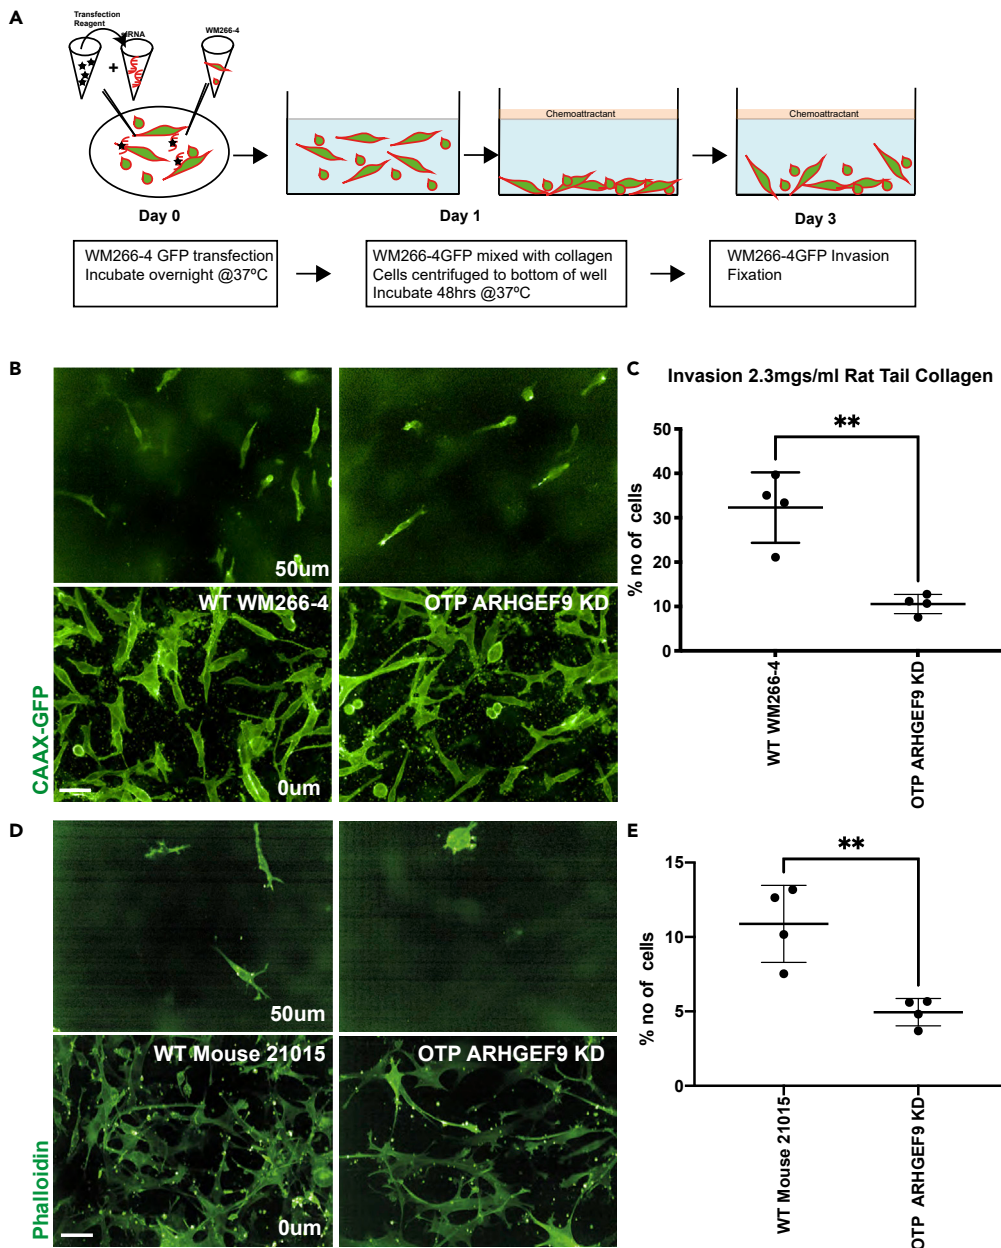 A
Transfection
Reagent
siRNA
WM266-4
+
Chemoattractant
Chemoattractant
Day 0
Day 1
Day 3
WM266-4 GFP transfection
Incubate overnight @37ºC
WM266-4GFP mixed with collagen
Cells centrifuged to bottom of well
Incubate 48hrs @37ºC
WM266-4GFP Invasion
Fixation
B
50um
WT WM266-4
OTP ARHGEF9 KD
0um
CAAX-GFP
C
Invasion 2.3mgs/ml Rat Tail Collagen
**
50
40
30
20
10
0
% no of cells
WT WM266-4
OTP ARHGEF9 KD
D
50um
WT Mouse 21015
OTP ARHGEF9 KD
0um
Phalloidin
E
**
15
10
5
0
% no of cells
WT Mouse 21015
OTP ARHGEF9 KD